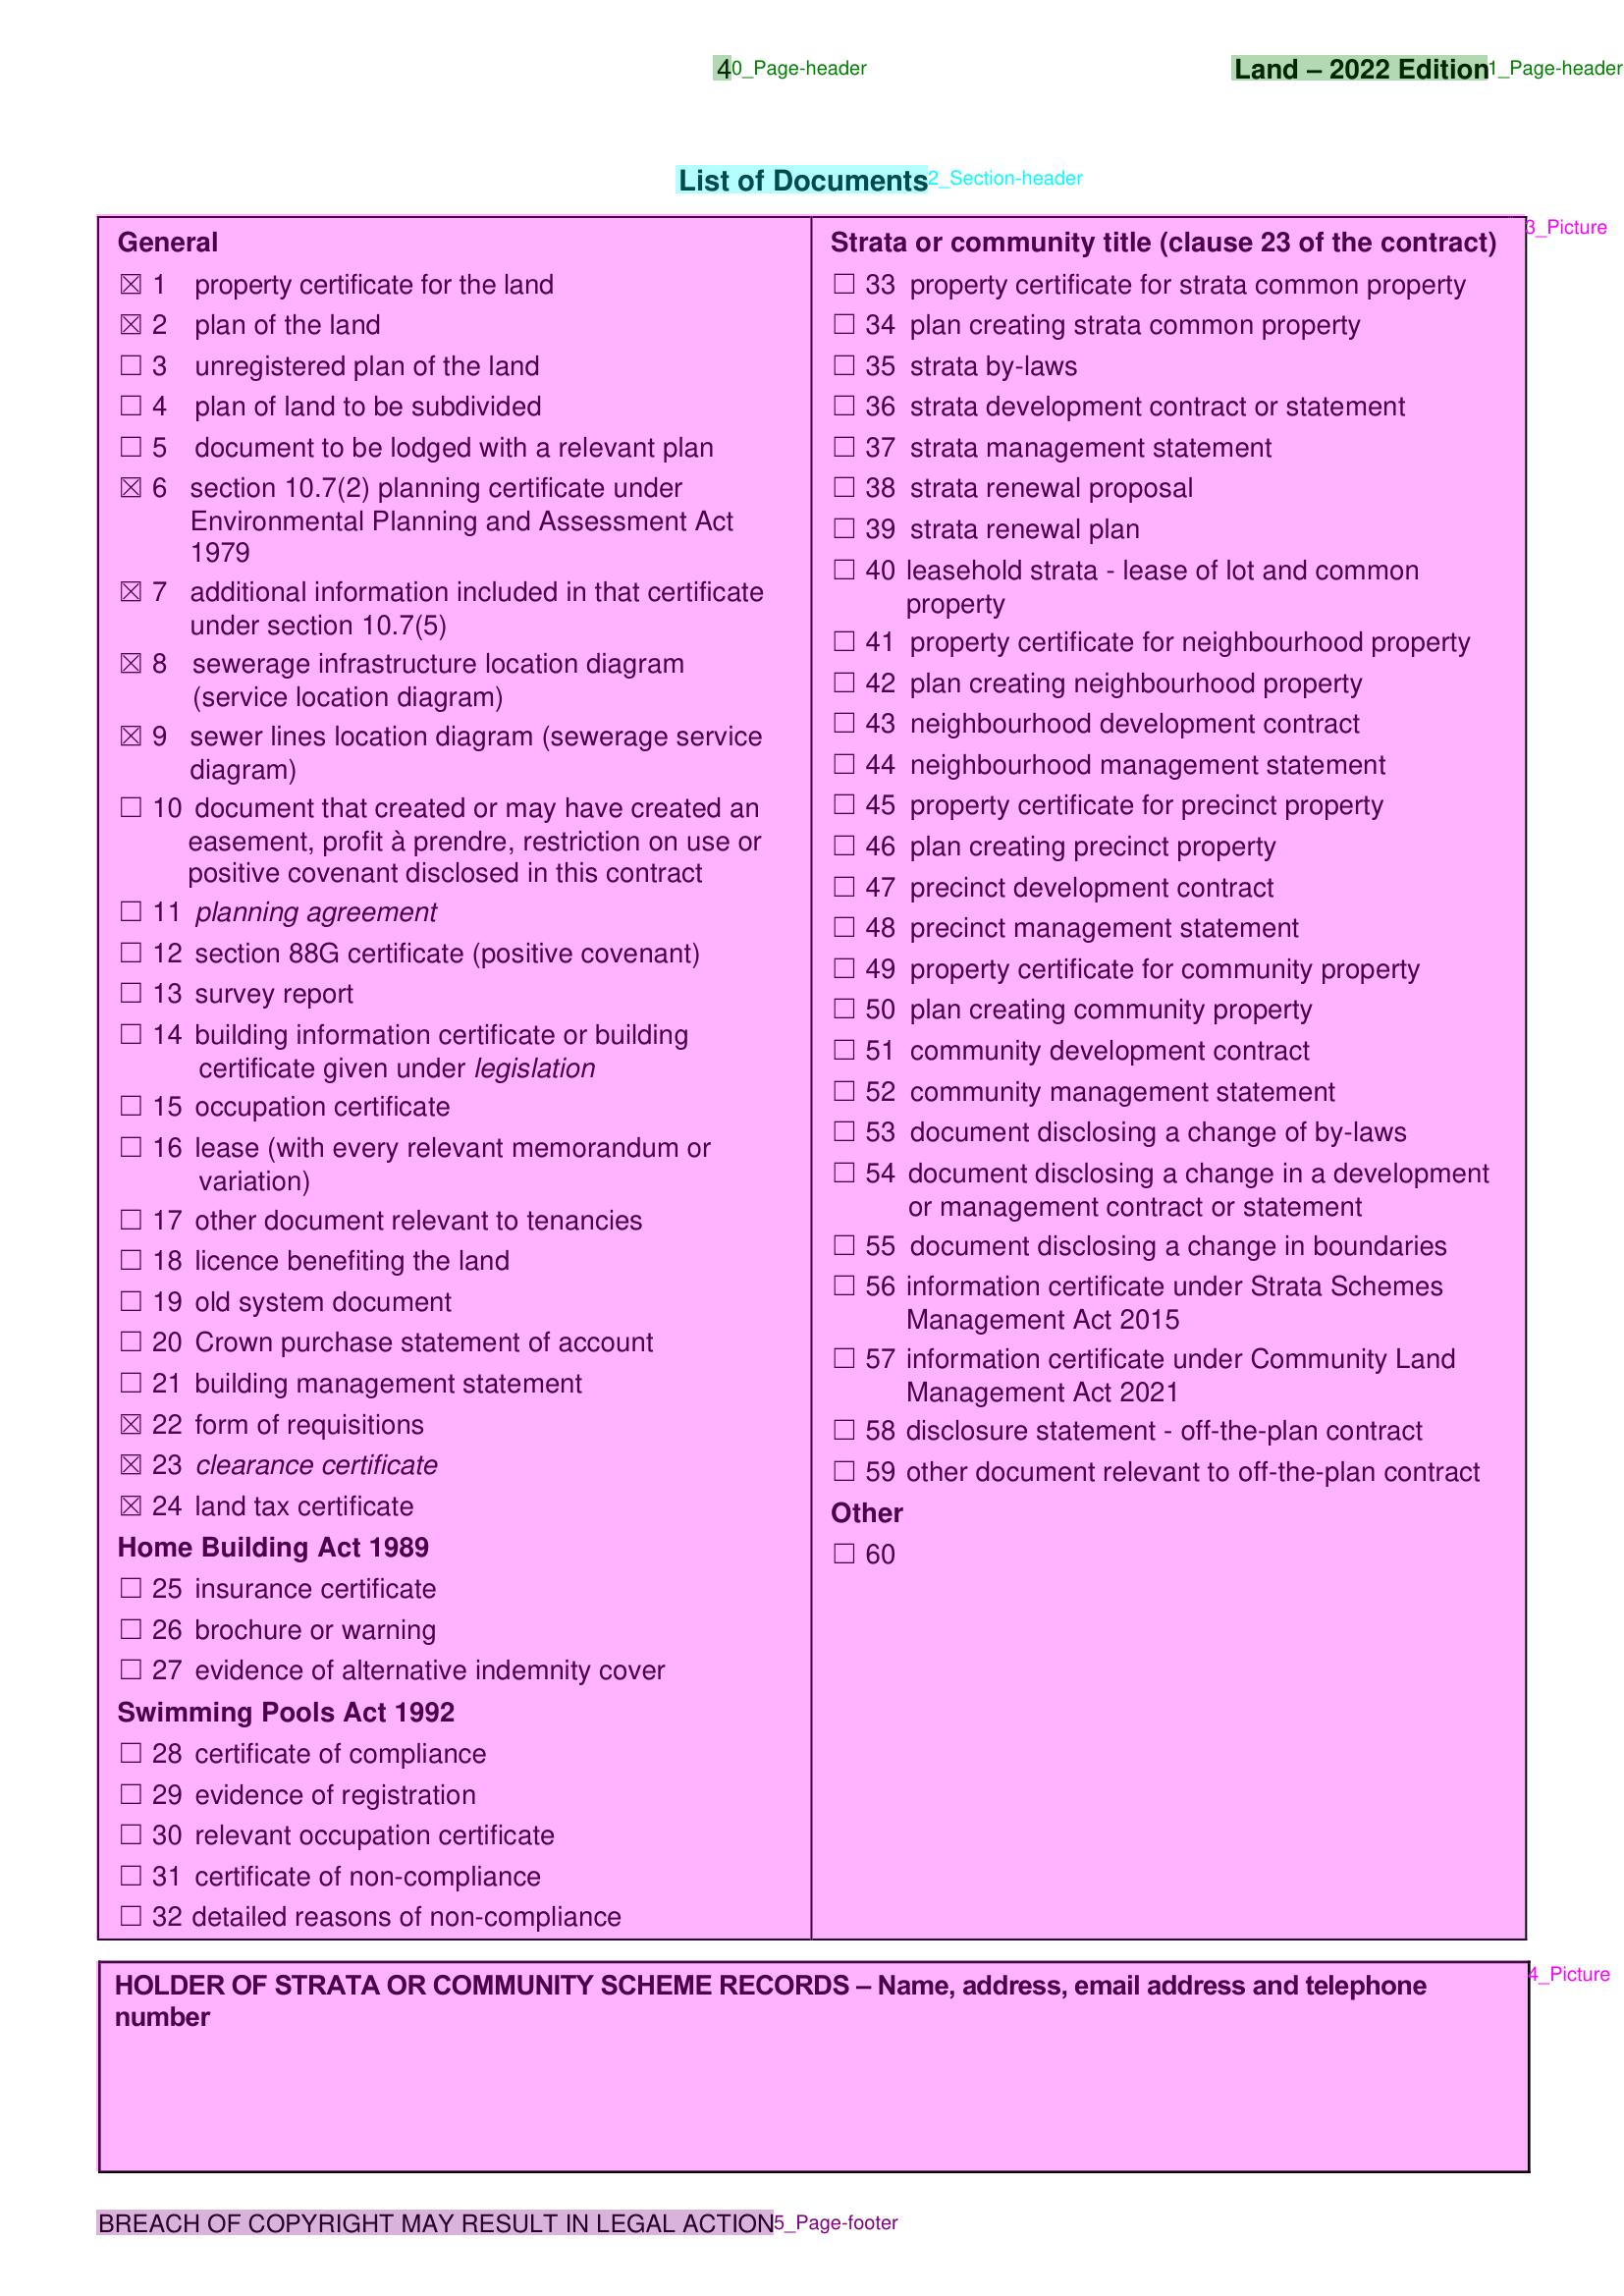 40_Page-header
Land – 2022 Edition1_Page-header
List of Documents2_Section-header
3_Picture
General
☒ 1 property certificate for the land
☒ 2 plan of the land
☐ 3 unregistered plan of the land
☐ 4 plan of land to be subdivided
☐ 5 document to be lodged with a relevant plan
☒ 6 section 10.7(2) planning certificate under
Environmental Planning and Assessment Act
1979
☒ 7 additional information included in that certificate
under section 10.7(5)
☒ 8 sewerage infrastructure location diagram
(service location diagram)
☒ 9 sewer lines location diagram (sewerage service
diagram)
☐ 10 document that created or may have created an
easement, profit à prendre, restriction on use or
positive covenant disclosed in this contract
☐ 11 planning agreement
☐ 12 section 88G certificate (positive covenant)
☐ 13 survey report
☐ 14 building information certificate or building
certificate given under legislation
☐ 15 occupation certificate
☐ 16 lease (with every relevant memorandum or
variation)
☐ 17 other document relevant to tenancies
☐ 18 licence benefiting the land
☐ 19 old system document
☐ 20 Crown purchase statement of account
☐ 21 building management statement
☒ 22 form of requisitions
☒ 23 clearance certificate
☒ 24 land tax certificate
Home Building Act 1989
☐ 25 insurance certificate
☐ 26 brochure or warning
☐ 27 evidence of alternative indemnity cover
Swimming Pools Act 1992
☐ 28 certificate of compliance
☐ 29 evidence of registration
☐ 30 relevant occupation certificate
☐ 31 certificate of non-compliance
☐ 32 detailed reasons of non-compliance
Strata or community title (clause 23 of the contract)
☐ 33 property certificate for strata common property
☐ 34 plan creating strata common property
☐ 35 strata by-laws
☐ 36 strata development contract or statement
☐ 37 strata management statement
☐ 38 strata renewal proposal
☐ 39 strata renewal plan
☐ 40 leasehold strata - lease of lot and common
property
☐ 41 property certificate for neighbourhood property
☐ 42 plan creating neighbourhood property
☐ 43 neighbourhood development contract
☐ 44 neighbourhood management statement
☐ 45 property certificate for precinct property
☐ 46 plan creating precinct property
☐ 47 precinct development contract
☐ 48 precinct management statement
☐ 49 property certificate for community property
☐ 50 plan creating community property
☐ 51 community development contract
☐ 52 community management statement
☐ 53 document disclosing a change of by-laws
☐ 54 document disclosing a change in a development
or management contract or statement
☐ 55 document disclosing a change in boundaries
☐ 56 information certificate under Strata Schemes
Management Act 2015
☐ 57 information certificate under Community Land
Management Act 2021
☐ 58 disclosure statement - off-the-plan contract
☐ 59 other document relevant to off-the-plan contract
Other
☐ 60
4_Picture
HOLDER OF STRATA OR COMMUNITY SCHEME RECORDS – Name, address, email address and telephone
number
BREACH OF COPYRIGHT MAY RESULT IN LEGAL ACTION5_Page-footer